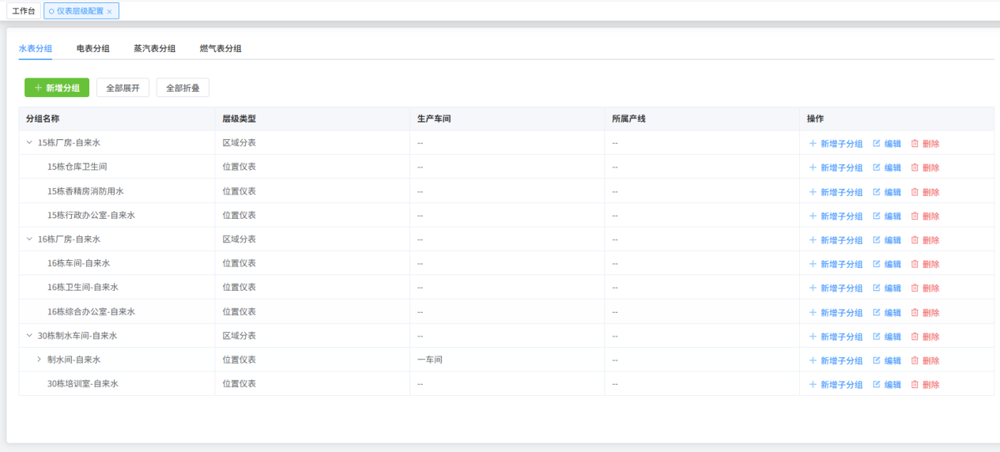 工作台 仪表层级配置
水表分组 电表分组 蒸汽表分组 燃气表分组
新增分组 全部展开 全部折叠
分组名称 层级类型 生产车间 所属产线 操作
15栋厂房-自来水 区域分表 -- -- 新增子分组 编辑 删除
15栋仓库卫生间 位置仪表 -- -- 新增子分组 编辑 删除
15栋香精房消防用水 位置仪表 -- -- 新增子分组 编辑 删除
15栋行政办公室-自来水 位置仪表 -- -- 新增子分组 编辑 删除
16栋厂房-自来水 区域分表 -- -- 新增子分组 编辑 删除
16栋车间-自来水 位置仪表 -- -- 新增子分组 编辑 删除
16栋卫生间-自来水 位置仪表 -- -- 新增子分组 编辑 删除
16栋综合办公室-自来水 位置仪表 -- -- 新增子分组 编辑 删除
30栋制水车间-自来水 区域分表 -- -- 新增子分组 编辑 删除
制水间-自来水 位置仪表 一车间 -- 新增子分组 编辑 删除
30栋培训室-自来水 位置仪表 -- -- 新增子分组 编辑 删除